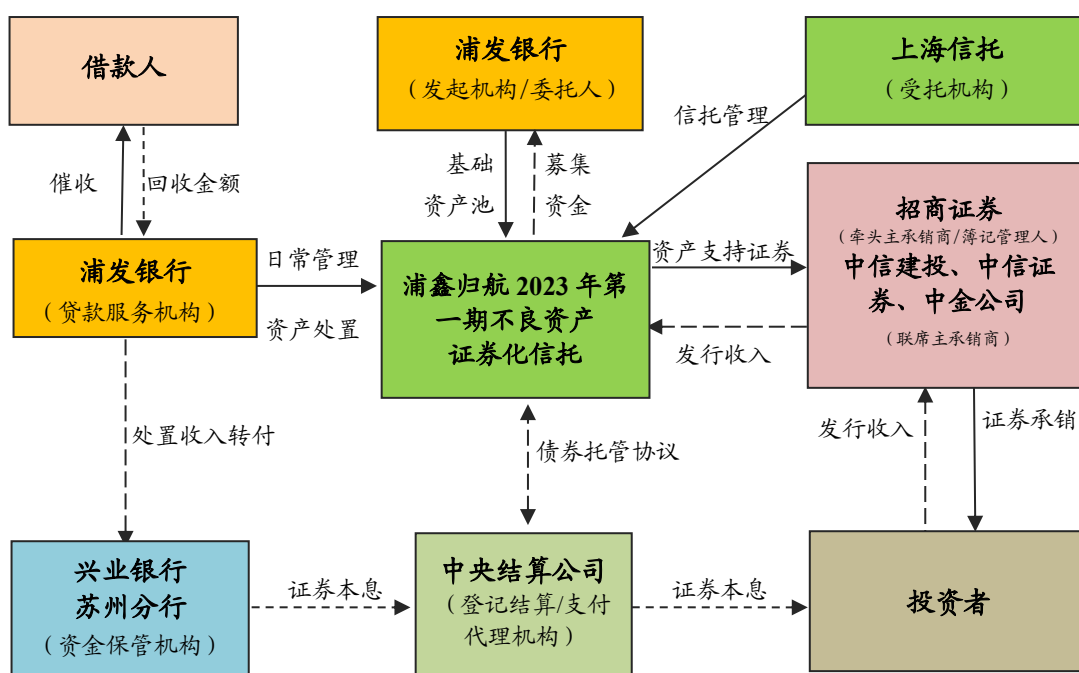 借款人
浦发银行
（发起机构/委托人）
上海信托
（受托机构）
信托管理
催收
回收金额
基础
资产池
募集
资金
浦发银行
（贷款服务机构）
日常管理
资产处置
浦鑫归航 2023 年第
一期不良资产
证券化信托
资产支持证券
发行收入
招商证券
（牵头主承销商/薄记管理人）
中信建投、中信证
券、中金公司
（联席主承销商）
处置收入转付
债券托管协议
发行收入
证券承销
兴业银行
苏州分行
（资金保管机构）
证券本息
中央结算公司
（登记结算/支付
代理机构）
证券本息
投资者